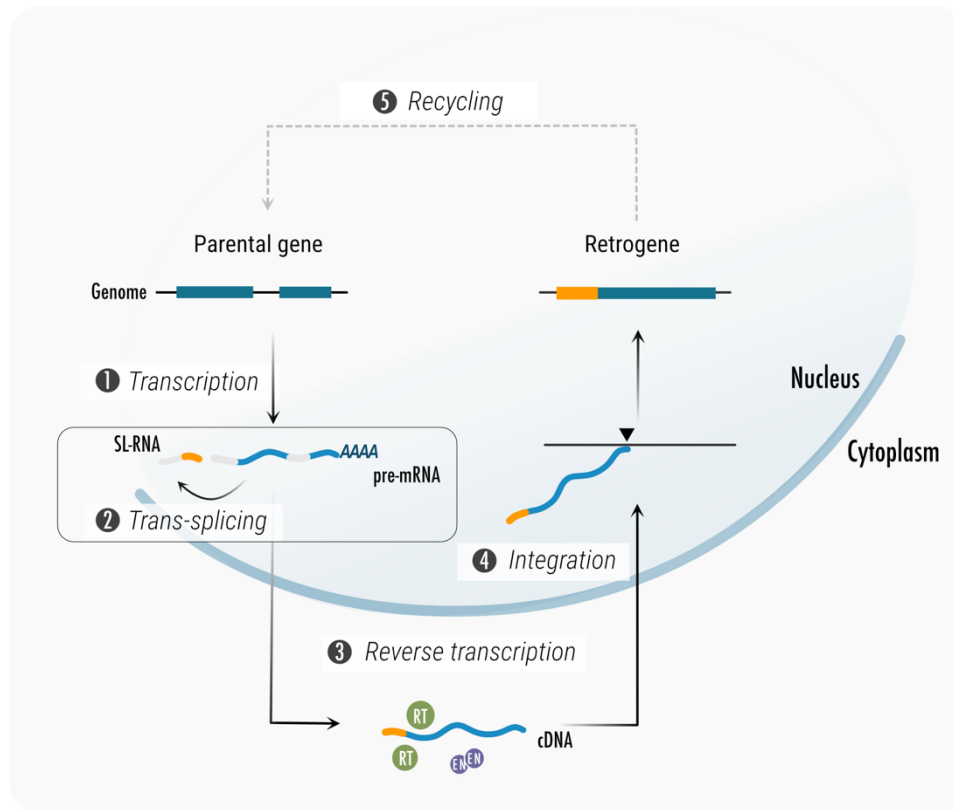 ❺ Recycling
Parental gene
Retrogene
Genome
❶ Transcription
Nucleus
Cytoplasm
SL-RNA
AAAA
pre-mRNA
❷ Trans-splicing
❹ Integration
❸ Reverse transcription
RT
cDNA
RT
EN
EN